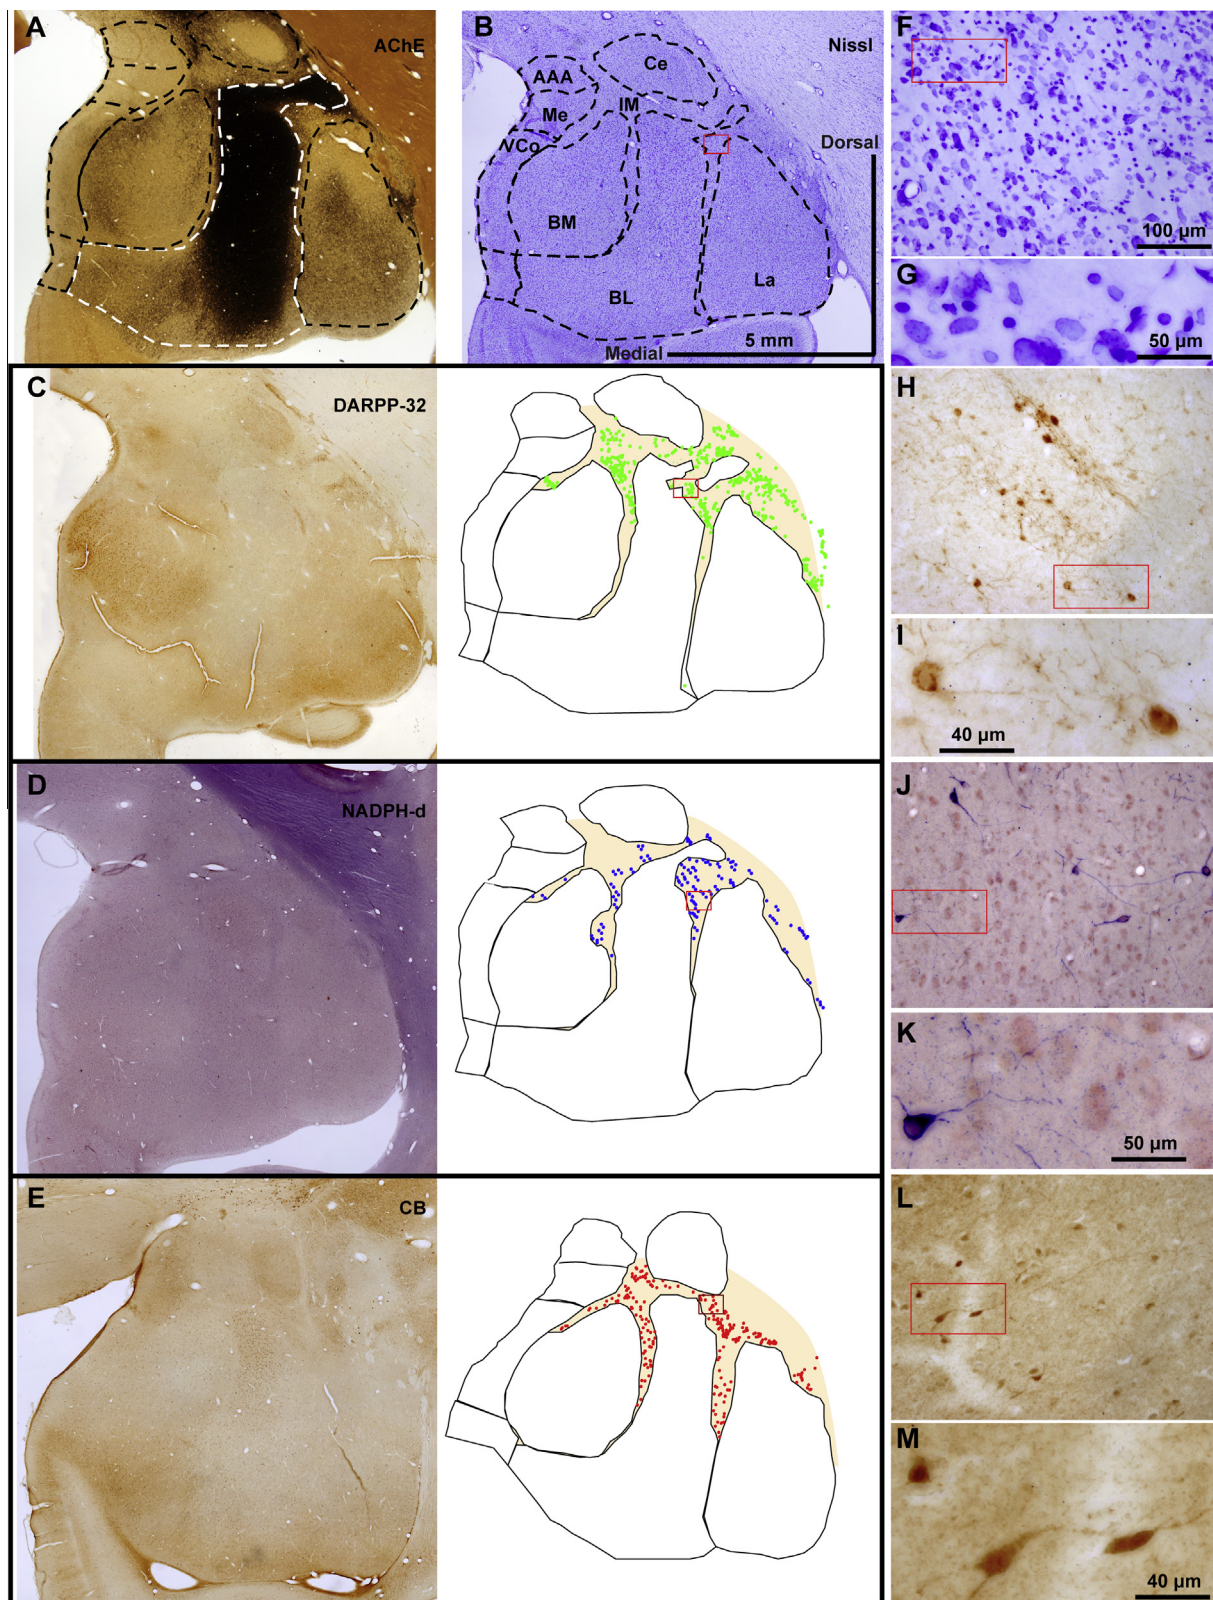 A
AChE
B
Nissl
AAA
Ce
Me
IM
VCo
BM
BL
La
Dorsal
Medial
5 mm
F
100 µm
G
50 µm
C
DARPP-32
H
I
40 µm
D
NADPH-d
J
K
50 µm
E
CB
L
M
40 µm